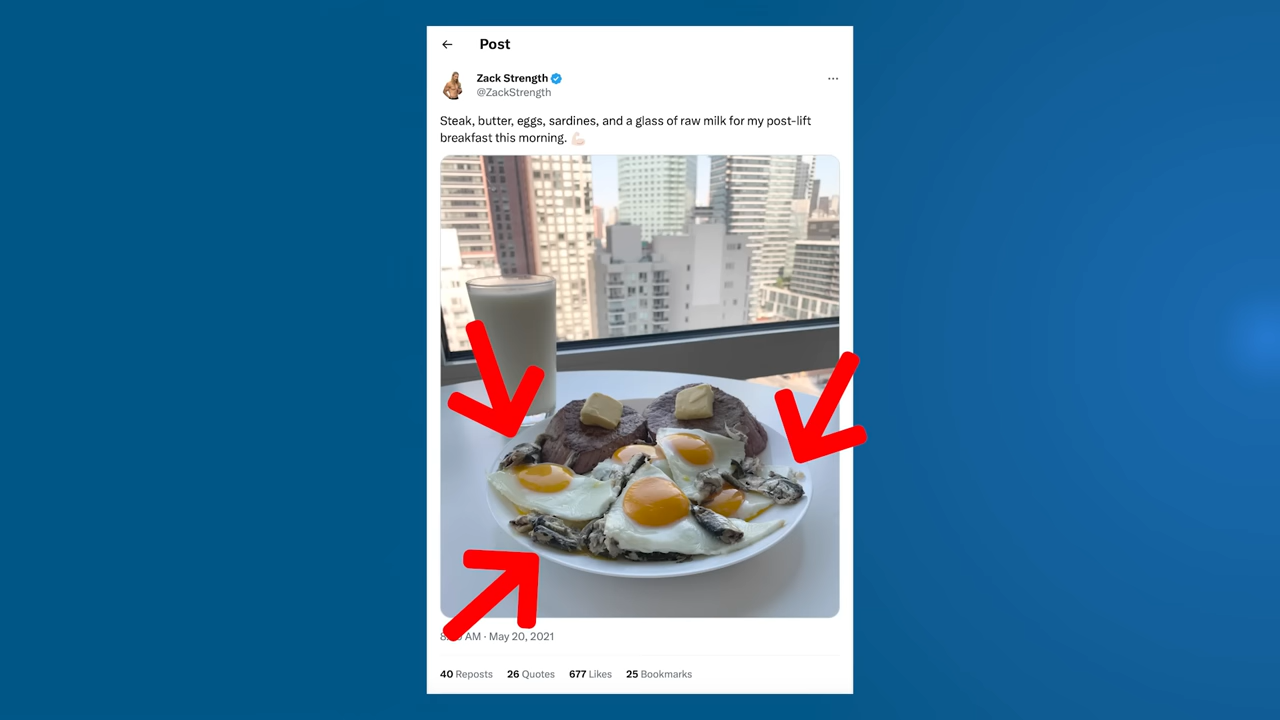 Post
Zack Strength
@ZackStrength
Steak, butter, eggs, sardines, and a glass of raw milk for my post-lift
breakfast this morning. 💪🏻
AM · May 20, 2021
40 Reposts 26 Quotes 677 Likes 25 Bookmarks